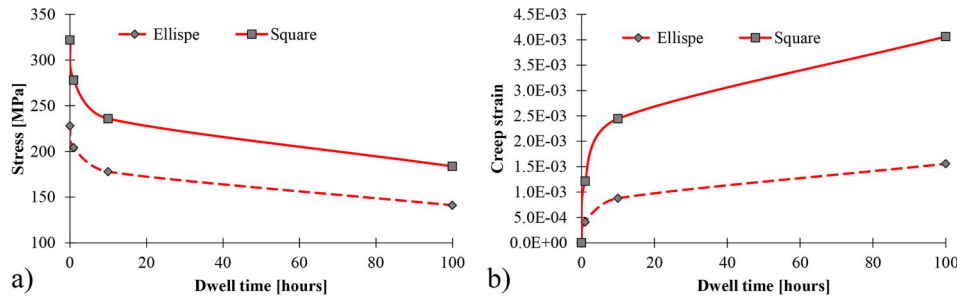 350
300
250
200
150
100
Stress [MPa]
Ellispe
Square
0
20
40
60
80
100
Dwell time [hours]
a)
4.0E-03
3.5E-03
3.0E-03
2.5E-03
2.0E-03
1.5E-03
1.0E-03
5.0E-04
0.0E+00
Creep strain
Ellispe
Square
0
20
40
60
80
100
Dwell time [hours]
b)